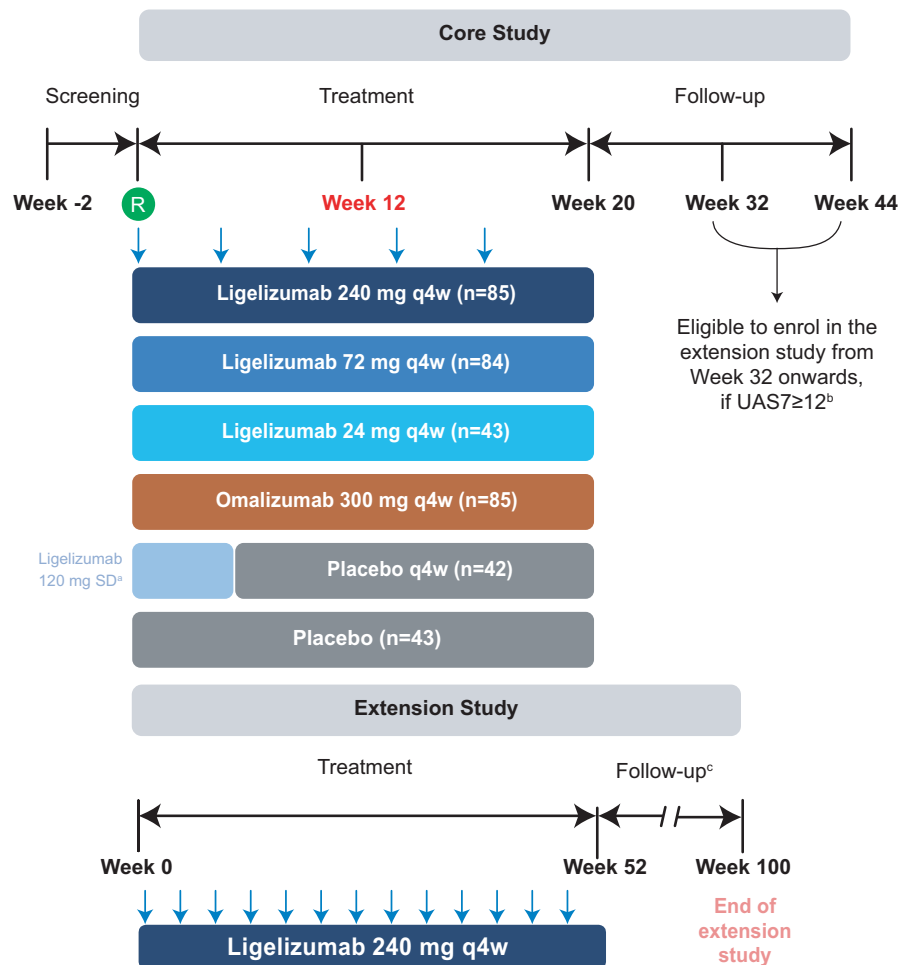 Core Study
Screening
Treatment
Follow-up
Week -2
R
Week 12
Week 20
Week 32
Week 44
Ligelizumab 240 mg q4w (n=85)
Ligelizumab 72 mg q4w (n=84)
Ligelizumab 24 mg q4w (n=43)
Omalizumab 300 mg q4w (n=85)
Ligelizumab
120 mg SDᵃ
Placebo q4w (n=42)
Placebo (n=43)
Eligible to enrol in the
extension study from
Week 32 onwards,
if UAS7≥12ᵇ
Extension Study
Treatment
Follow-upᶜ
Week 0
Week 52
Week 100
Ligelizumab 240 mg q4w
End of
extension
study